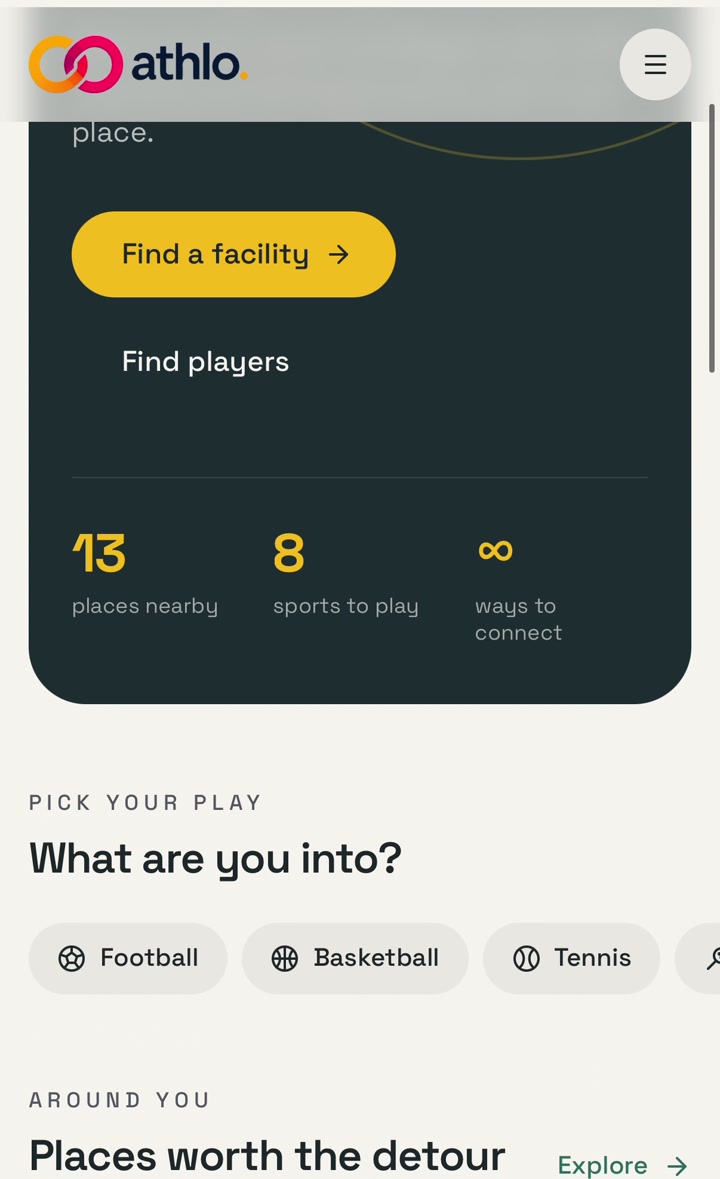 athlo.
place.
Find a facility →
Find players
13
8
∞
places nearby
sports to play
ways to
connect
PICK YOUR PLAY
What are you into?
Football
Basketball
Tennis
AROUND YOU
Places worth the detour
Explore →